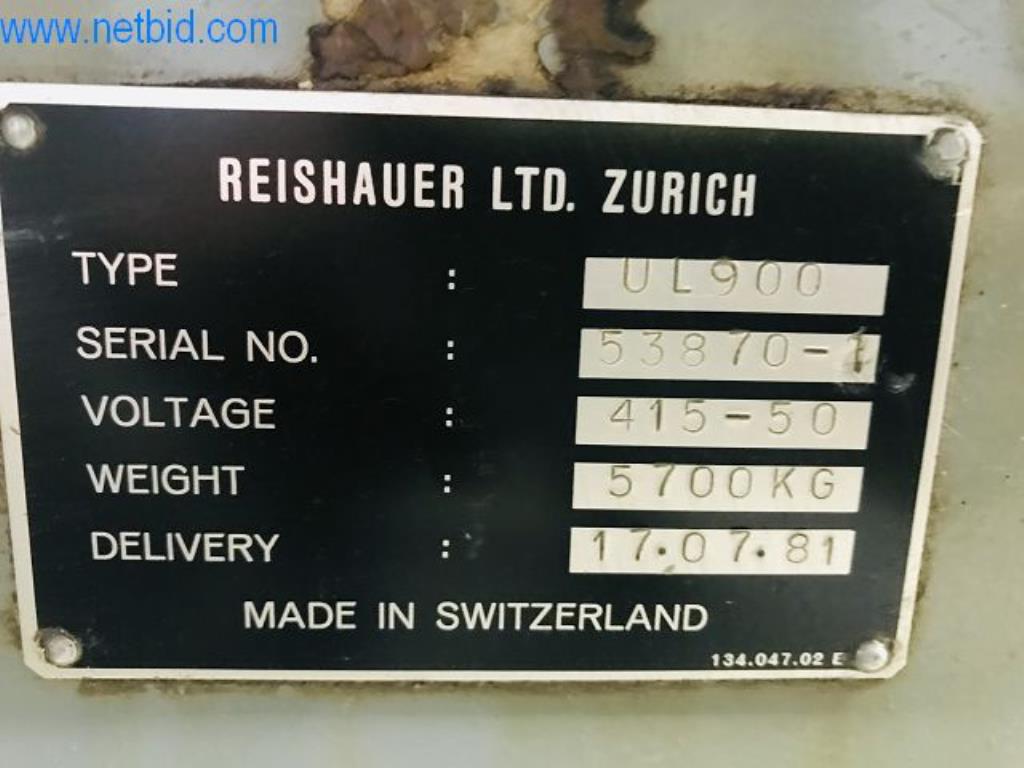 www.netbid.com
REISHAUER LTD. ZURICH
TYPE : UL900
SERIAL NO. : 53870-1
VOLTAGE : 415-50
WEIGHT : 5700KG
DELIVERY : 17.07.81
MADE IN SWITZERLAND
134.047.02 E